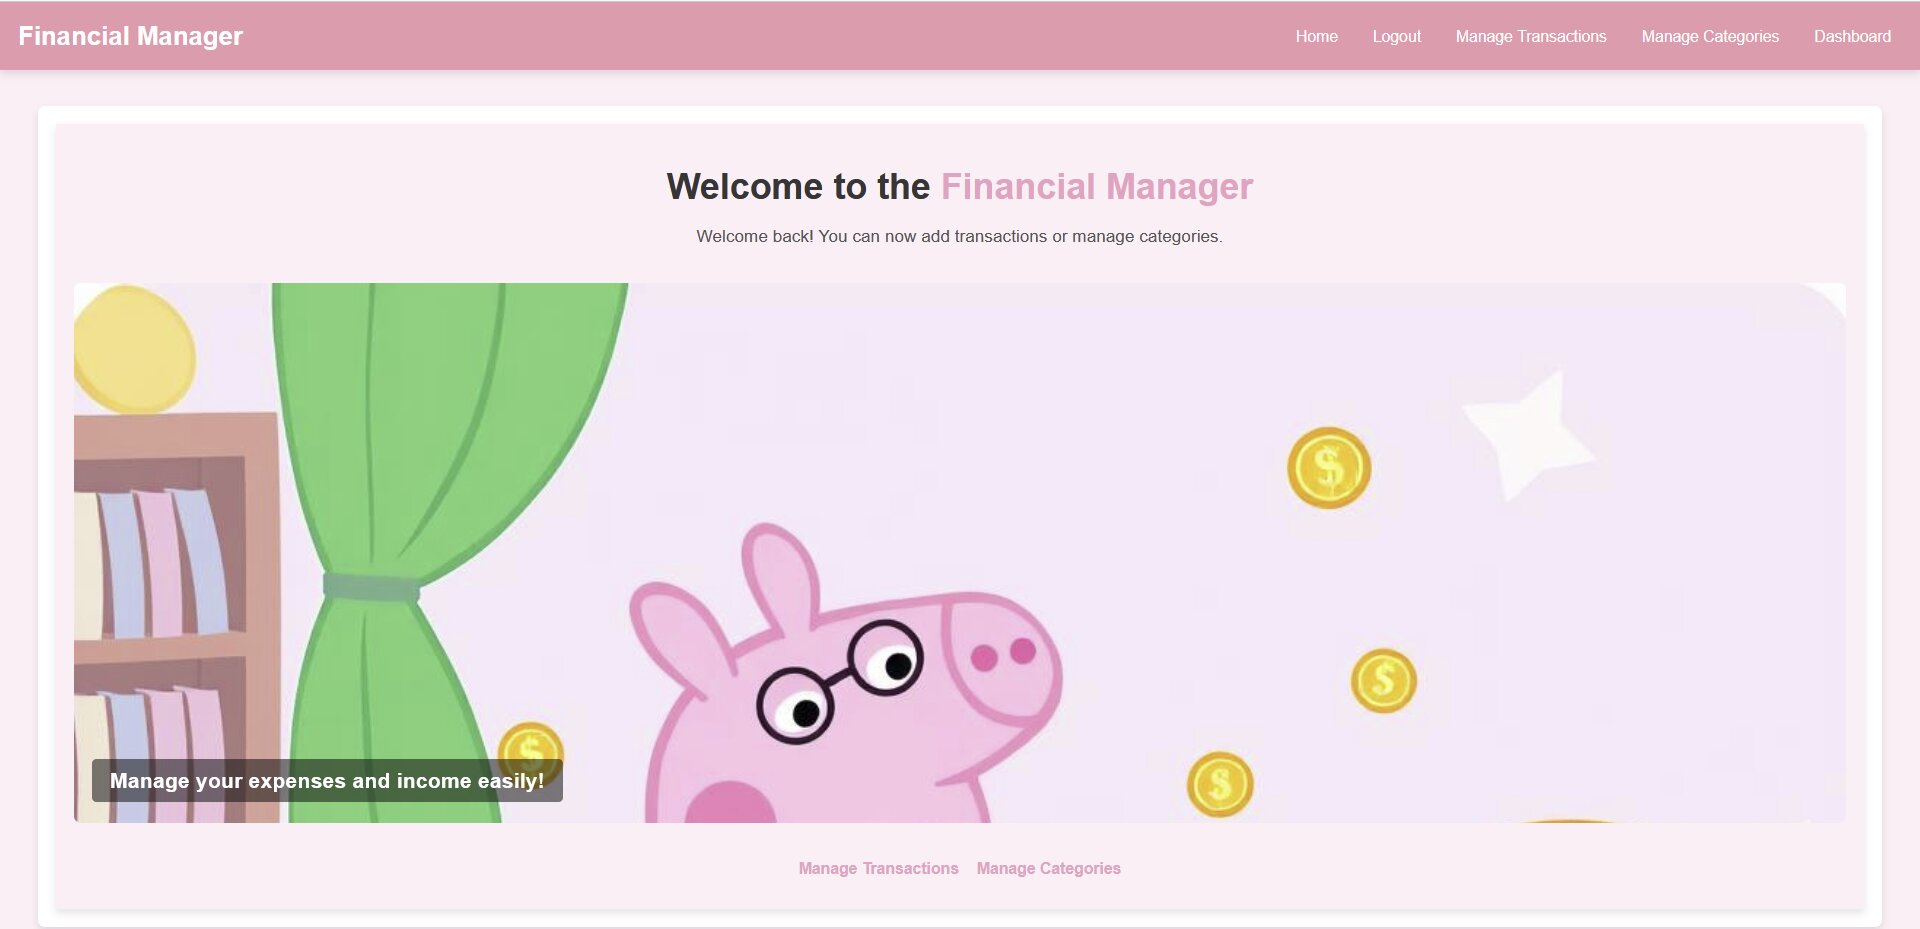 Financial Manager
Home Logout Manage Transactions Manage Categories Dashboard
Welcome to the Financial Manager
Welcome back! You can now add transactions or manage categories.
$
$
$
$
Manage your expenses and income easily!
Manage Transactions Manage Categories